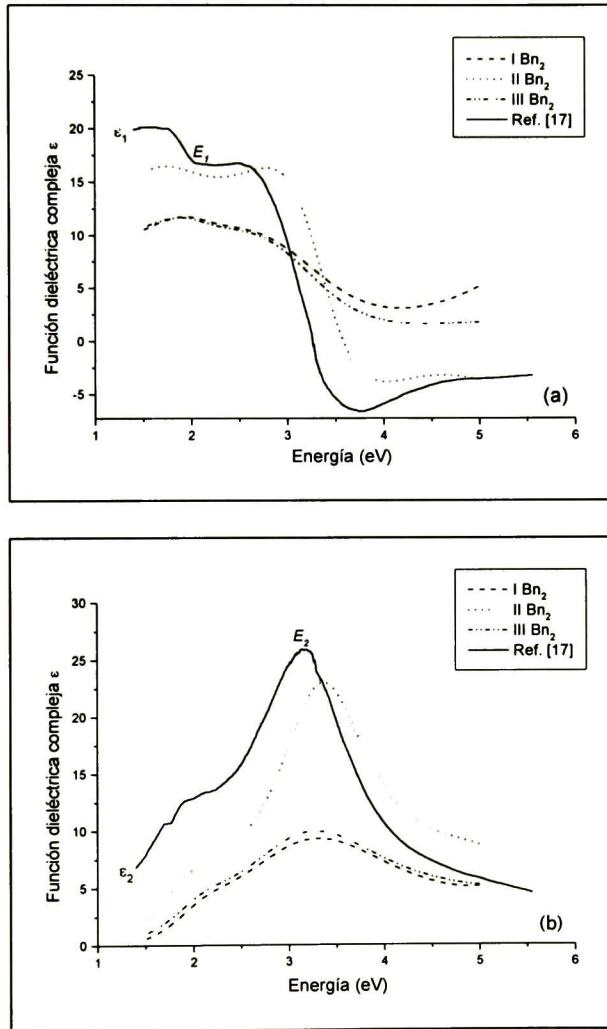 I Bn₂
II Bn₂
III Bn₂
Ref. [17]
25
20
15
10
5
0
-5
ε₁
E₁
Función dieléctrica compleja ε
(a)
1
2
3
4
5
6
Energía (eV)
I Bn₂
II Bn₂
III Bn₂
Ref. [17]
30
25
20
15
10
5
0
E₂
ε₂
Función dieléctrica compleja ε
(b)
1
2
3
4
5
6
Energía (eV)